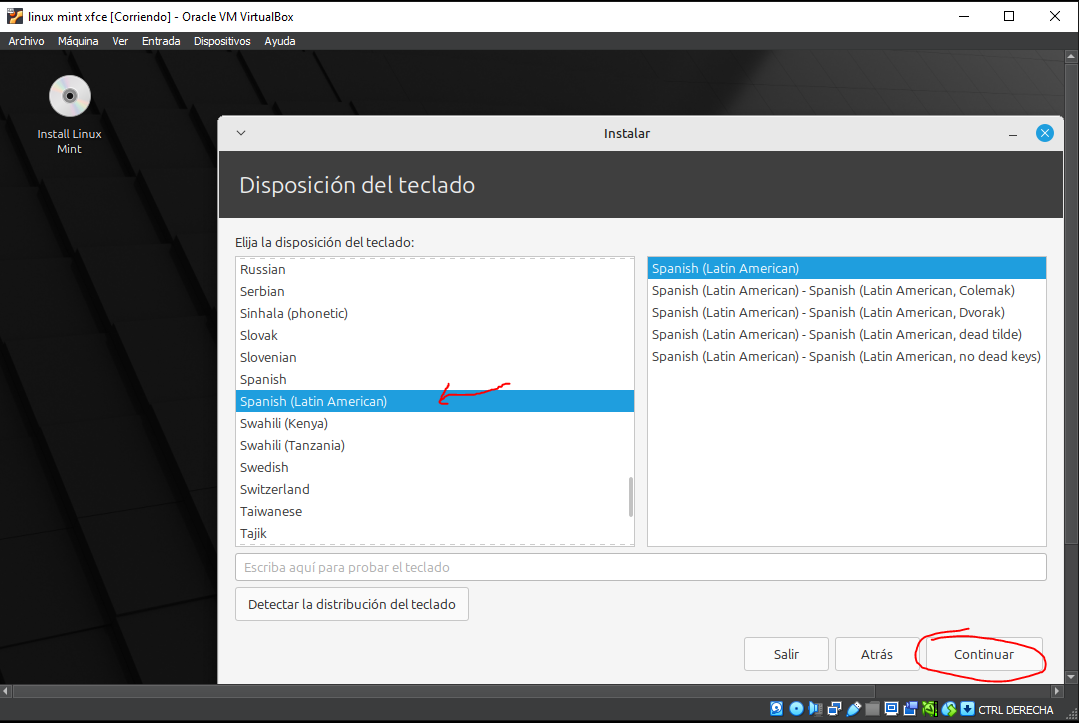 linux mint xfce [Corriendo] - Oracle VM VirtualBox
Archivo Máquina Ver Entrada Dispositivos Ayuda
Install Linux
Mint
Instalar
Disposición del teclado
Elija la disposición del teclado:
Russian
Serbian
Sinhala (phonetic)
Slovak
Slovenian
Spanish
Spanish (Latin American)
Swahili (Kenya)
Swahili (Tanzania)
Swedish
Switzerland
Taiwanese
Tajik
Spanish (Latin American)
Spanish (Latin American) - Spanish (Latin American, Colemak)
Spanish (Latin American) - Spanish (Latin American, Dvorak)
Spanish (Latin American) - Spanish (Latin American, dead tilde)
Spanish (Latin American) - Spanish (Latin American, no dead keys)
Escriba aquí para probar el teclado
Detectar la distribución del teclado
Salir Atrás Continuar
CTRL DERECHA